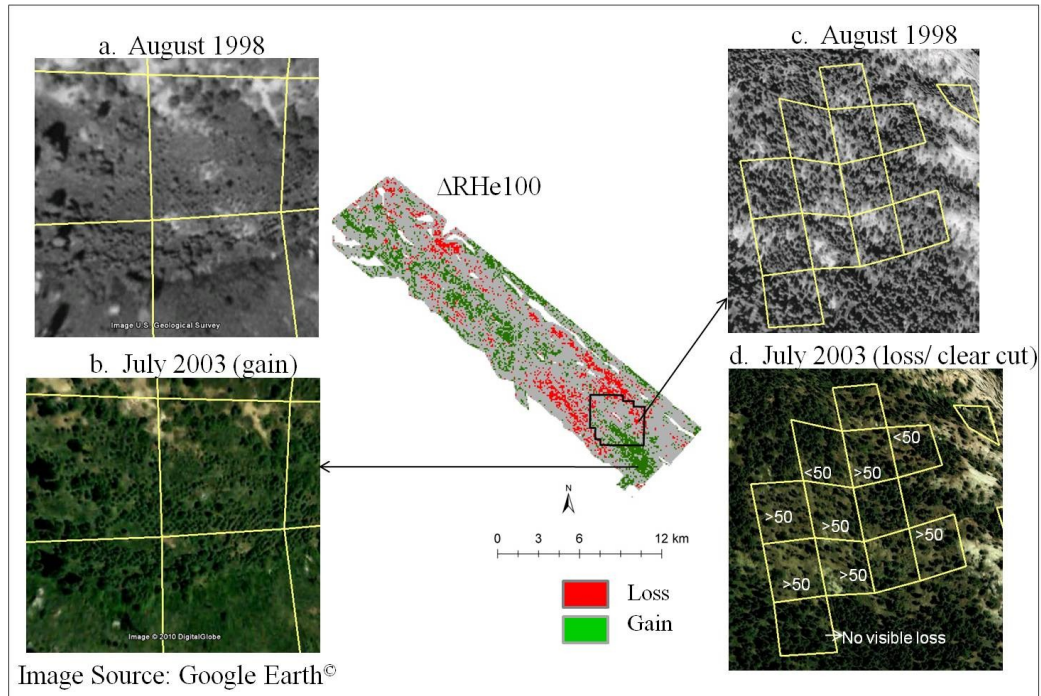 a. August 1998
Image U.S. Geological Survey
b. July 2003 (gain)
Image © 2010 DigitalGlobe
Image Source: Google Earth©
ΔRHe100
N
0 3 6 12 km
Loss
Gain
c. August 1998
d. July 2003 (loss/ clear cut)
<50
<50 >50
>50 >50 >50
>50 >50
No visible loss